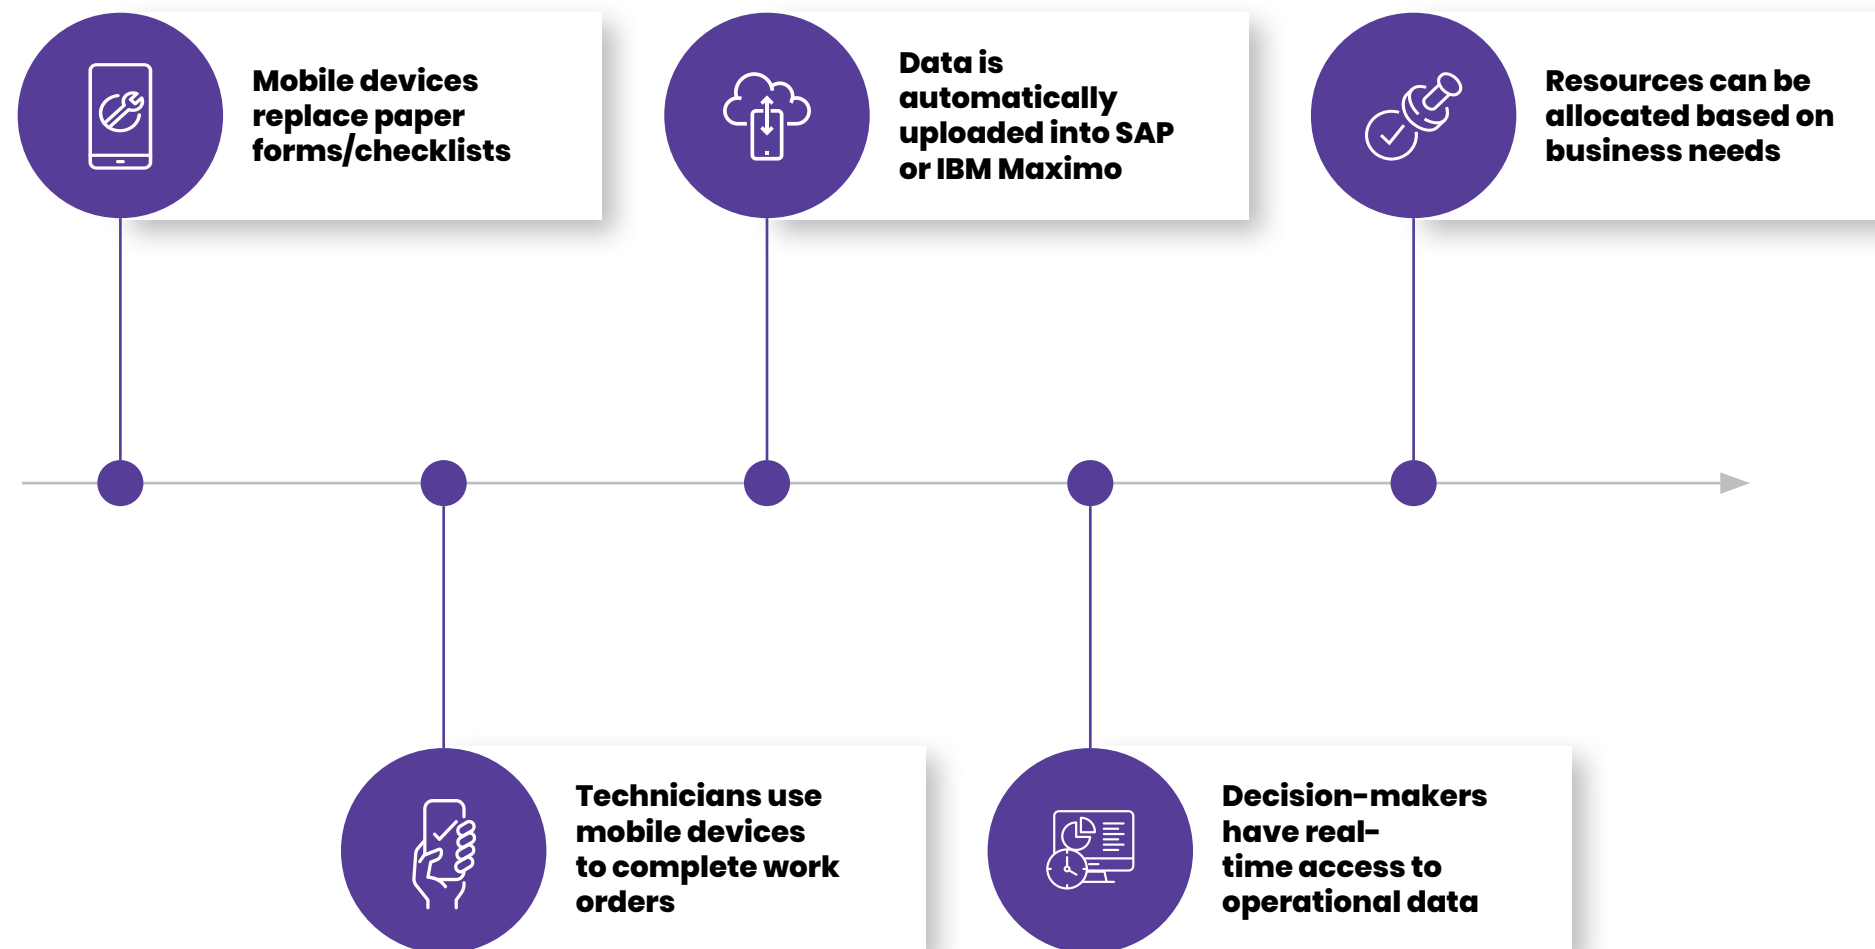 Mobile devices
replace paper
forms/checklists
Technicians use
mobile devices
to complete work
orders
Data is
automatically
uploaded into SAP
or IBM Maximo
Decision-makers
have real-
time access to
operational data
Resources can be
allocated based on
business needs